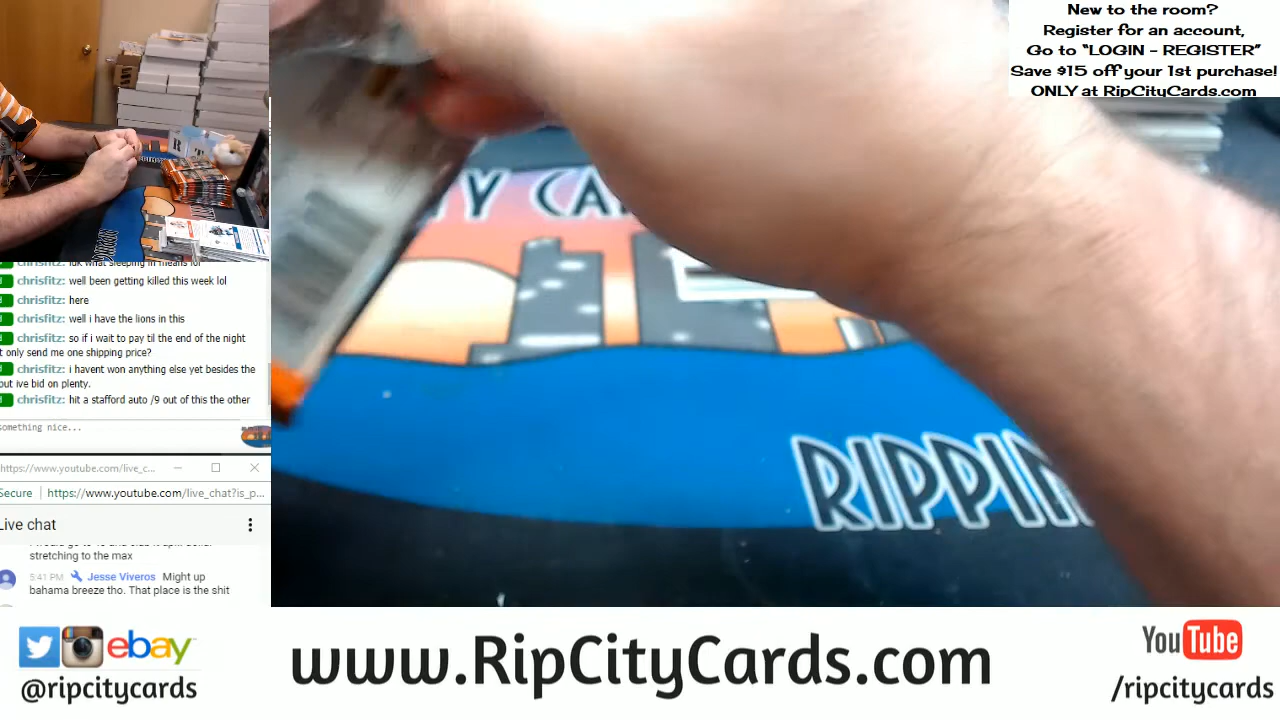 New to the room?
Register for an account,
Go to “LOGIN – REGISTER”
Save $15 off your 1st purchase!
ONLY at RipCityCards.com
Y CA
RIPPIN
chrisfitz: well been getting killed this week lol
chrisfitz: here
chrisfitz: well i have the lions in this
chrisfitz: so if i wait to pay til the end of the night
t only send me one shipping price?
chrisfitz: i havent won anything else yet besides the
but ive bid on plenty.
chrisfitz: hit a stafford auto /9 out of this the other
something nice...
https://www.youtube.com/live_c...
Secure https://www.youtube.com/live_chat?is_p...
Live chat
stretching to the max
5:41 PM Jesse Viveros Might up
bahama breeze tho. That place is the shit
ebay
@ripcitycards
www.RipCityCards.com
YouTube
/ripcitycards